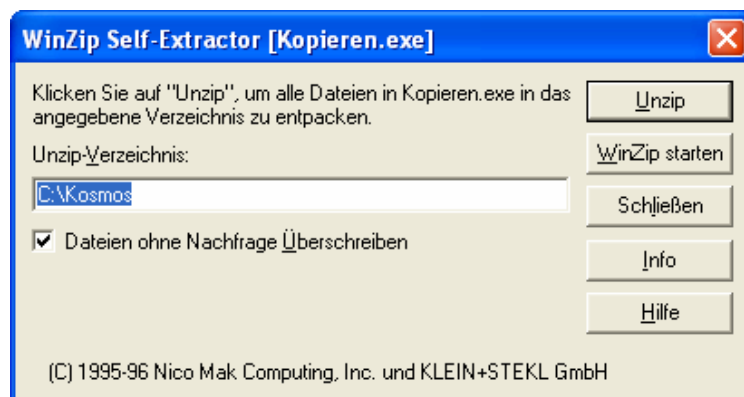 WinZip Self-Extractor [Kopieren.exe]
Klicken Sie auf "Unzip", um alle Dateien in Kopieren.exe in das
angegebene Verzeichnis zu entpacken.
Unzip-Verzeichnis:
C:\Kosmos
Dateien ohne Nachfrage Überschreiben
Unzip
WinZip starten
Schließen
Info
Hilfe
(C) 1995-96 Nico Mak Computing, Inc. und KLEIN+STEKL GmbH